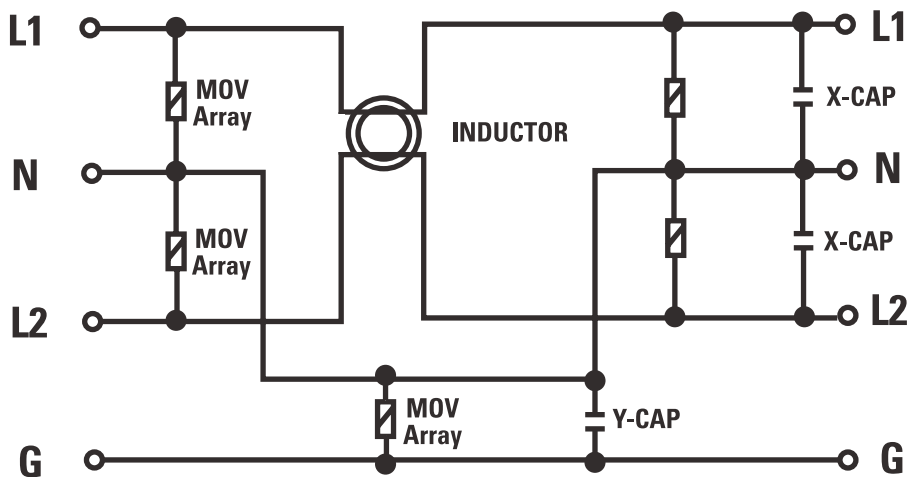 L1
L1
MOV
Array
X-CAP
INDUCTOR
N
N
MOV
Array
X-CAP
L2
L2
MOV
Array
Y-CAP
G
G